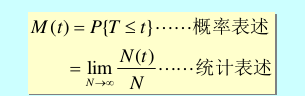 M(t) = P{T ≤ t}⋯⋯概率表述
= lim_{N→∞} N(t)/N ⋯⋯统计表述